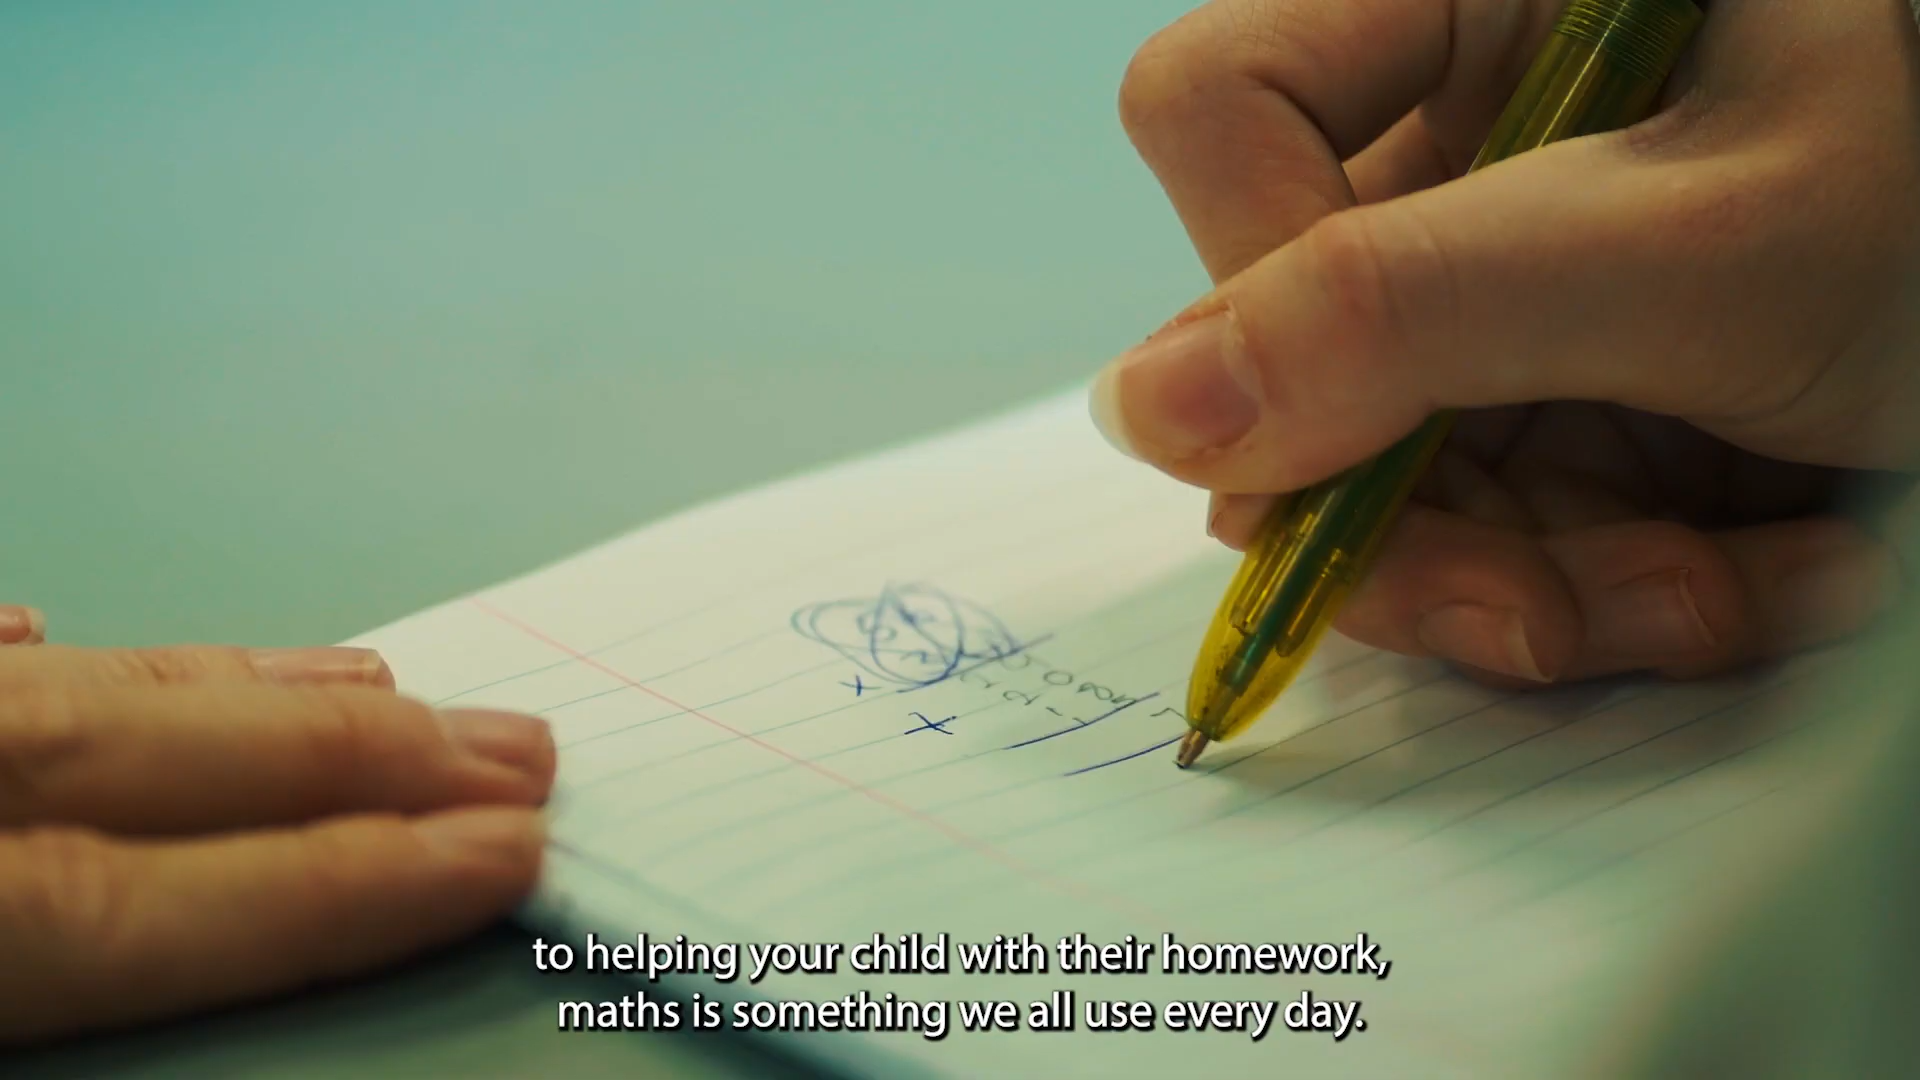 to helping your child with their homework,
maths is something we all use every day.